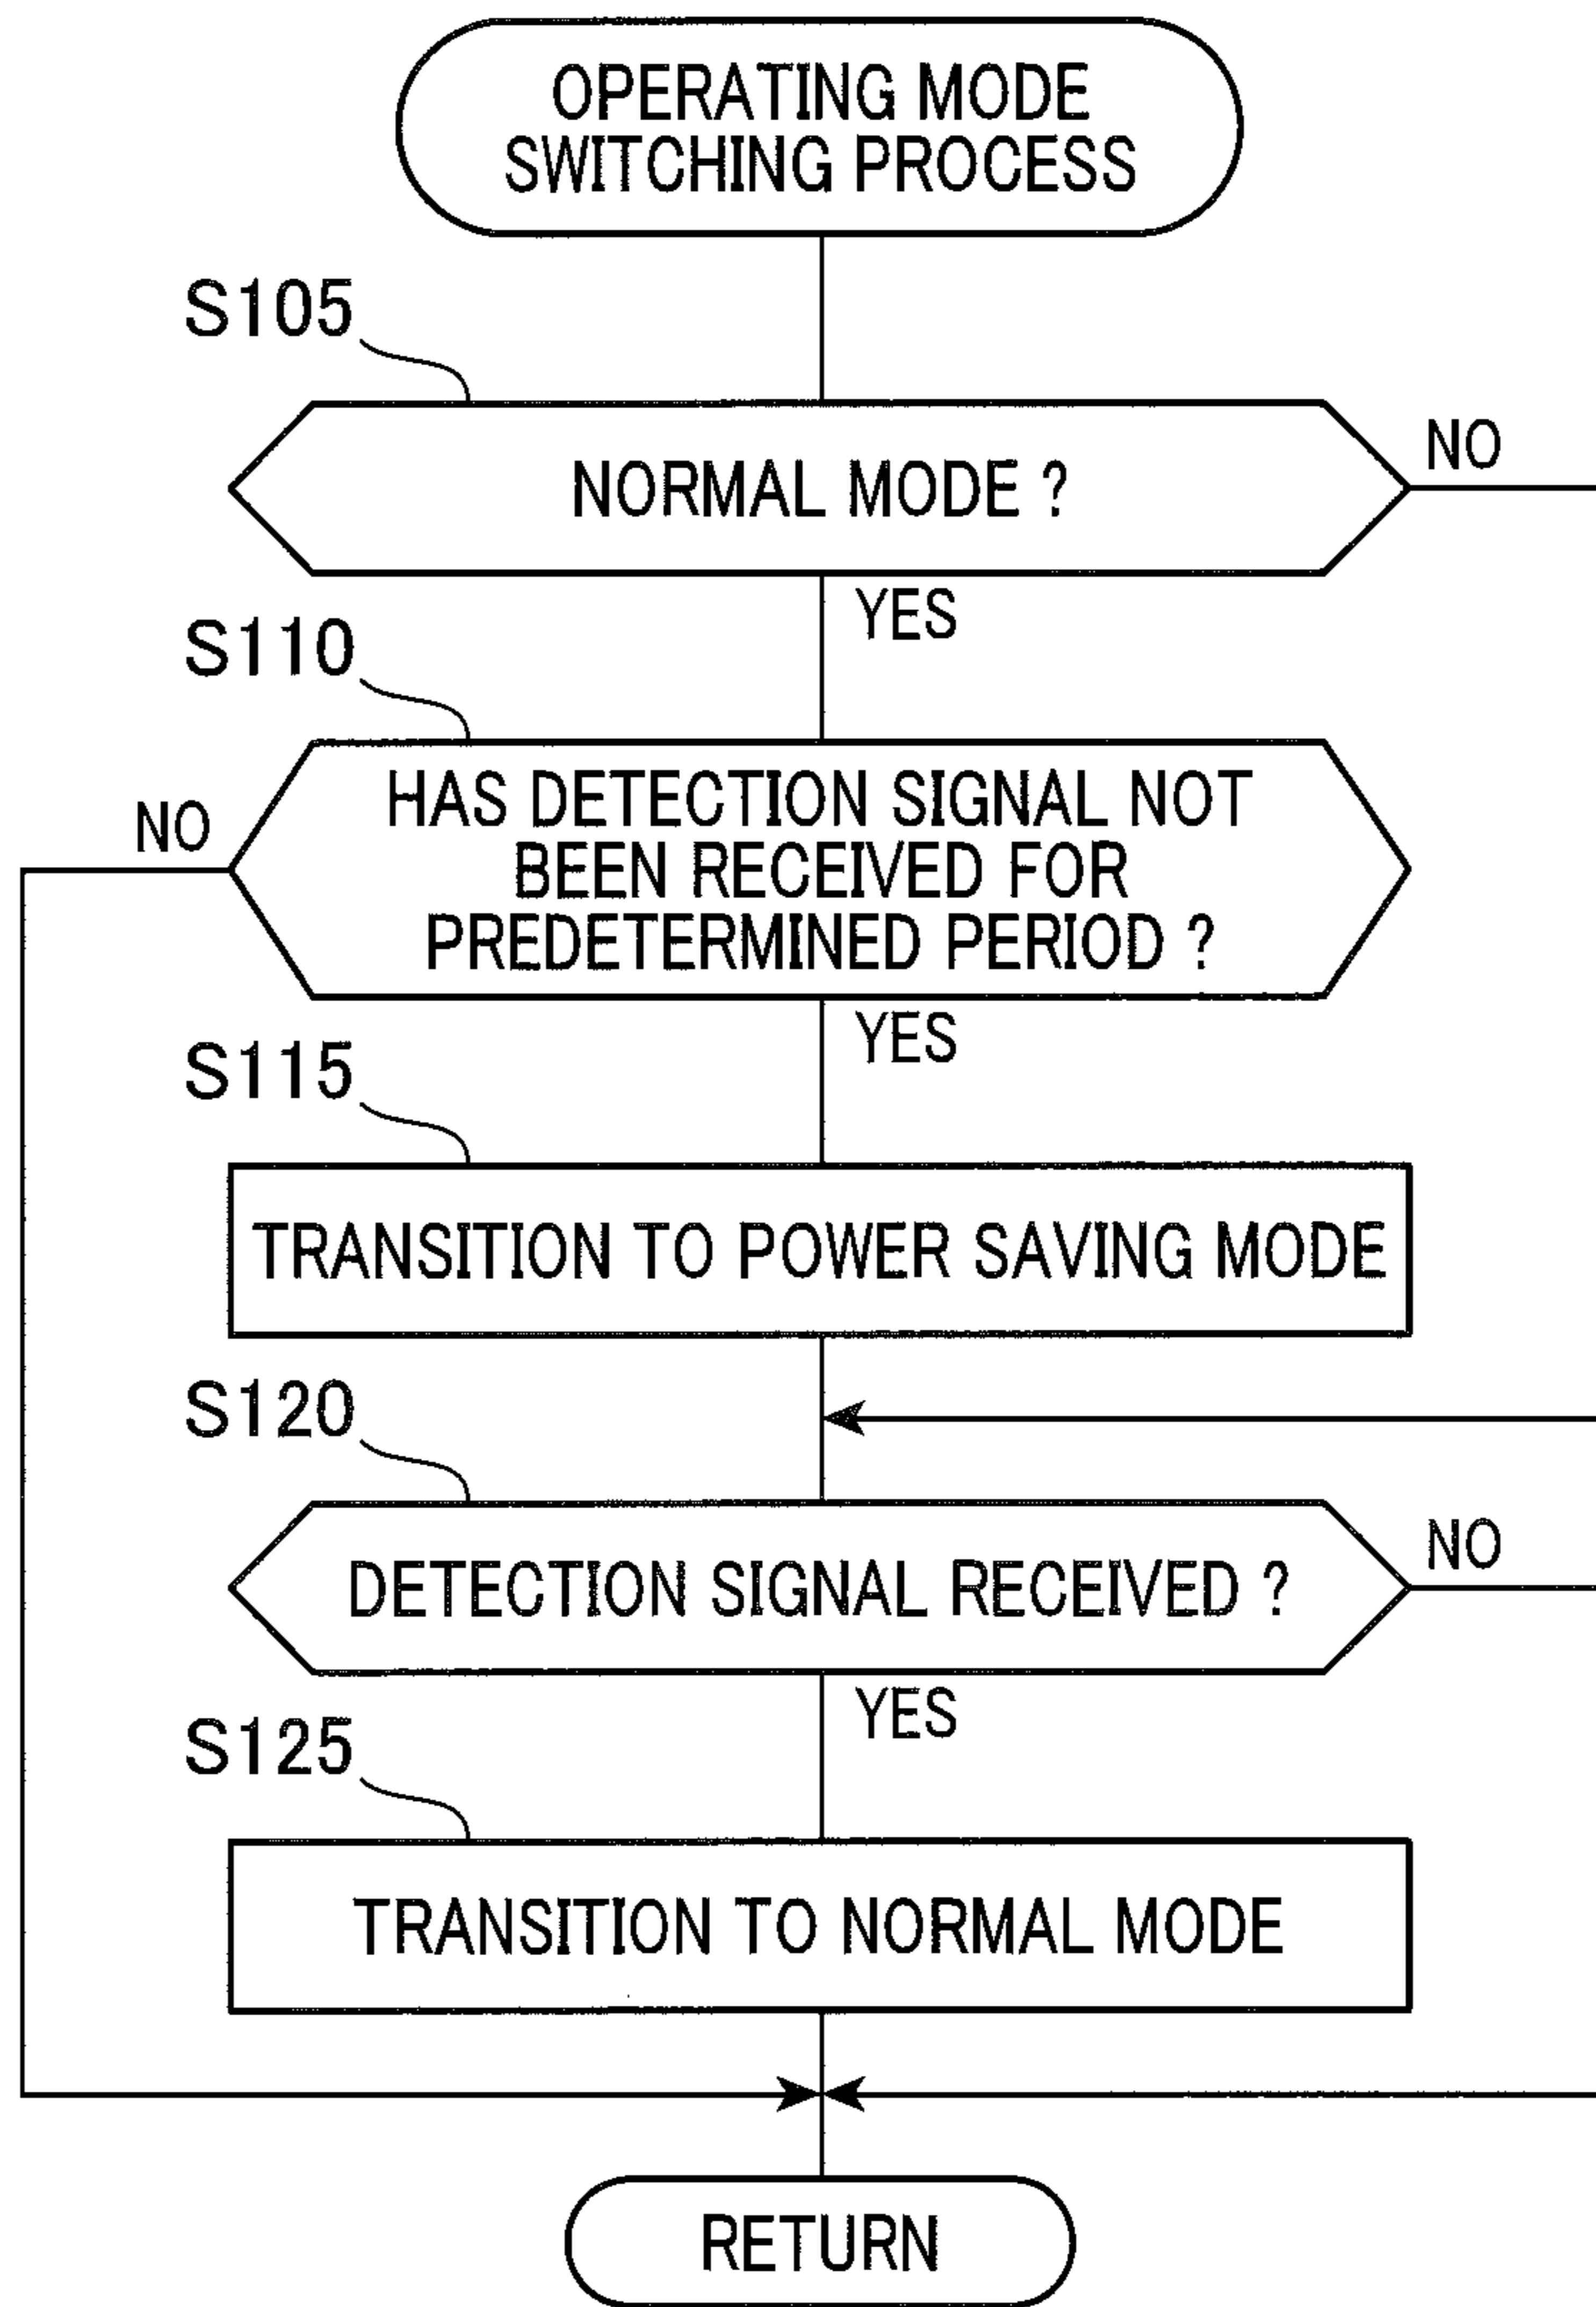 OPERATING MODE
SWITCHING PROCESS
S105
NORMAL MODE ?
NO
YES
S110
HAS DETECTION SIGNAL NOT
BEEN RECEIVED FOR
PREDETERMINED PERIOD ?
NO
YES
S115
TRANSITION TO POWER SAVING MODE
S120
DETECTION SIGNAL RECEIVED ?
NO
YES
S125
TRANSITION TO NORMAL MODE
RETURN